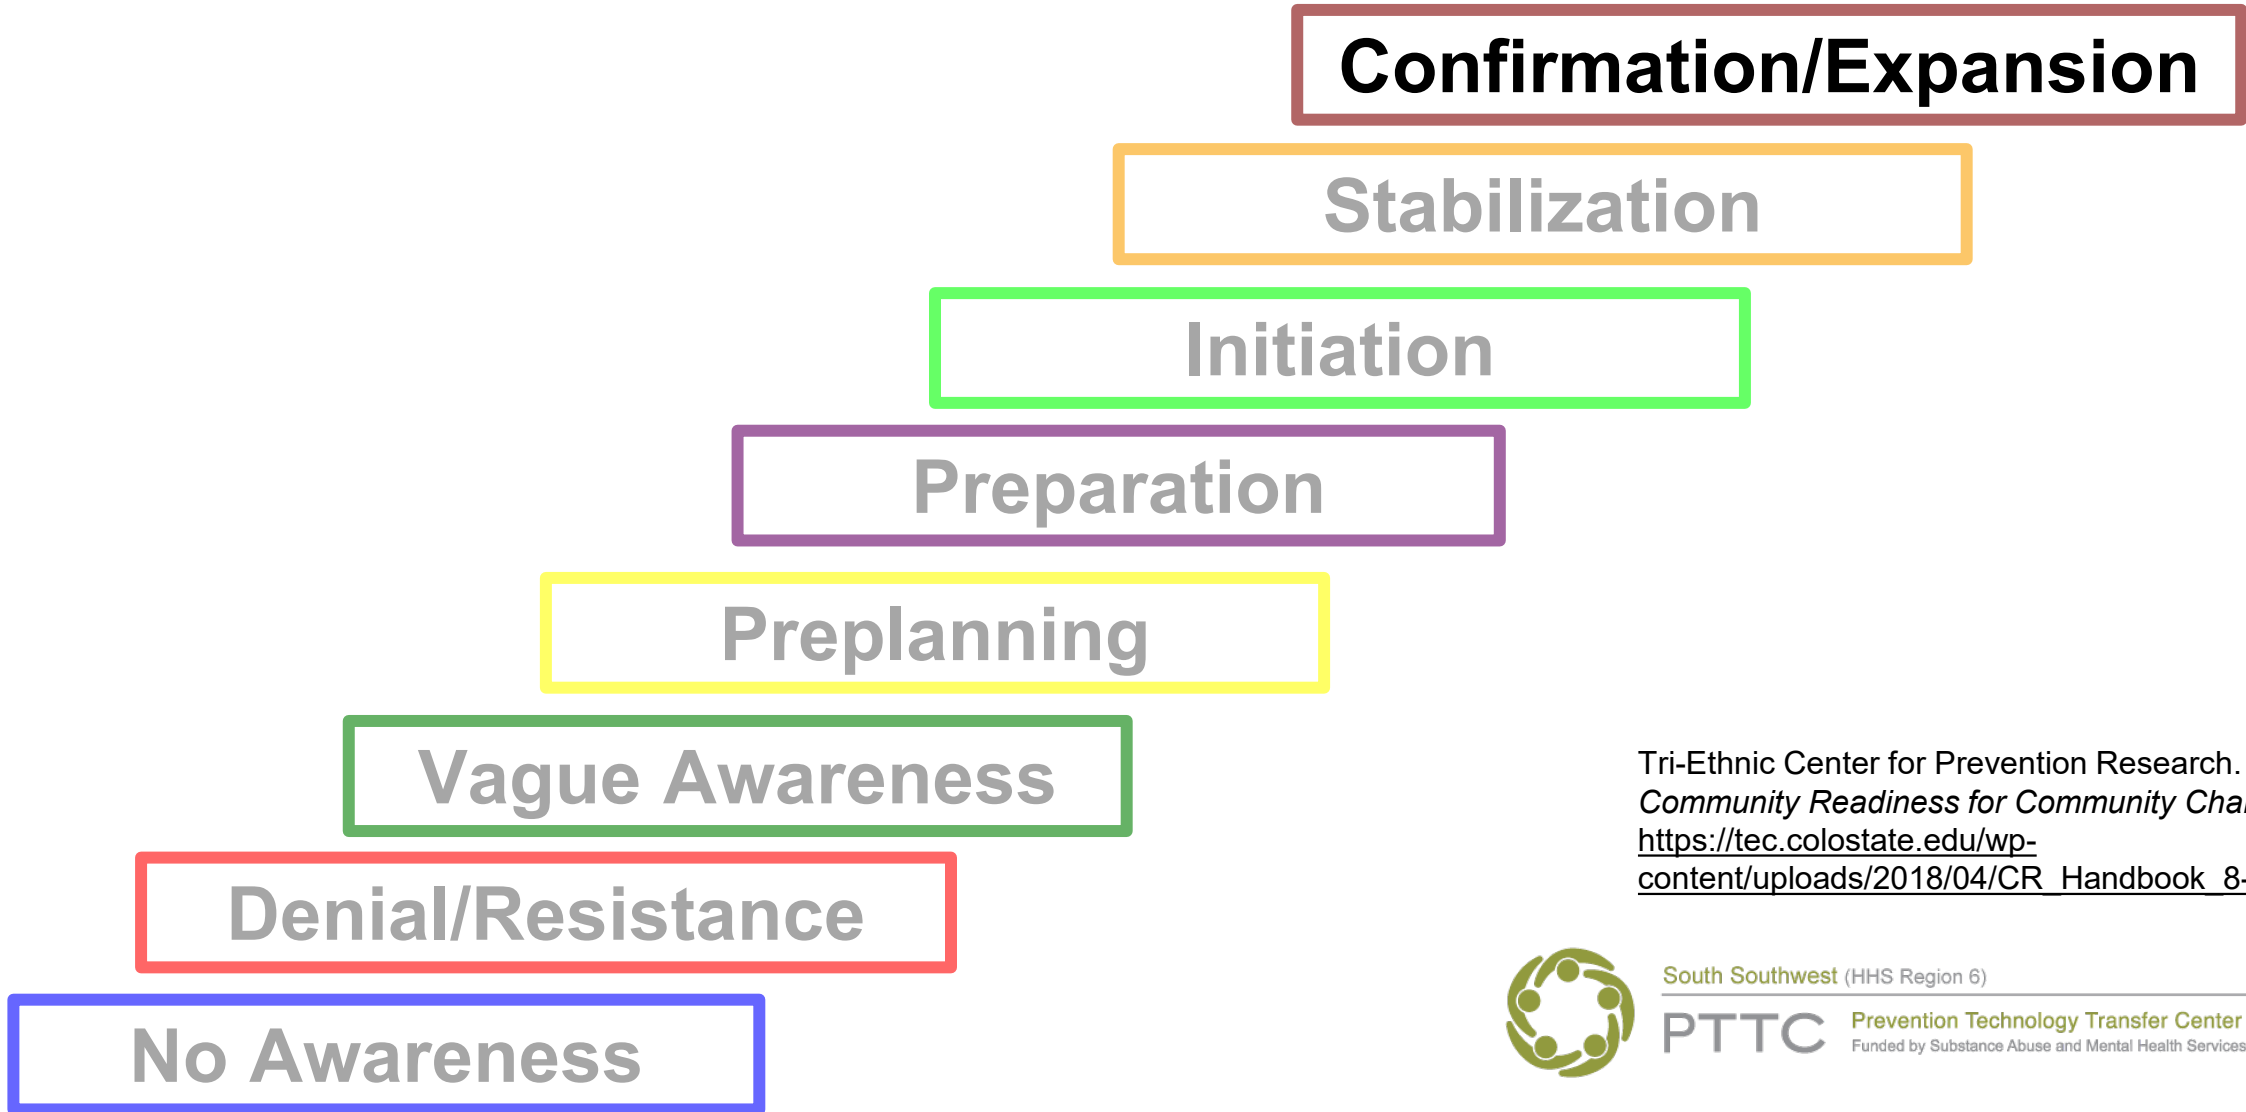 Confirmation/Expansion
Stabilization
Initiation
Preparation
Preplanning
Vague Awareness
Denial/Resistance
No Awareness
Tri-Ethnic Center for Prevention Research.
Community Readiness for Community
https://tec.colostate.edu/wp-
content/uploads/2018/04/CR_Handbook_8-
South Southwest (HHS Region 6)
PTTC
Prevention Technology Transfer Center
Funded by Substance Abuse and Mental Health Services